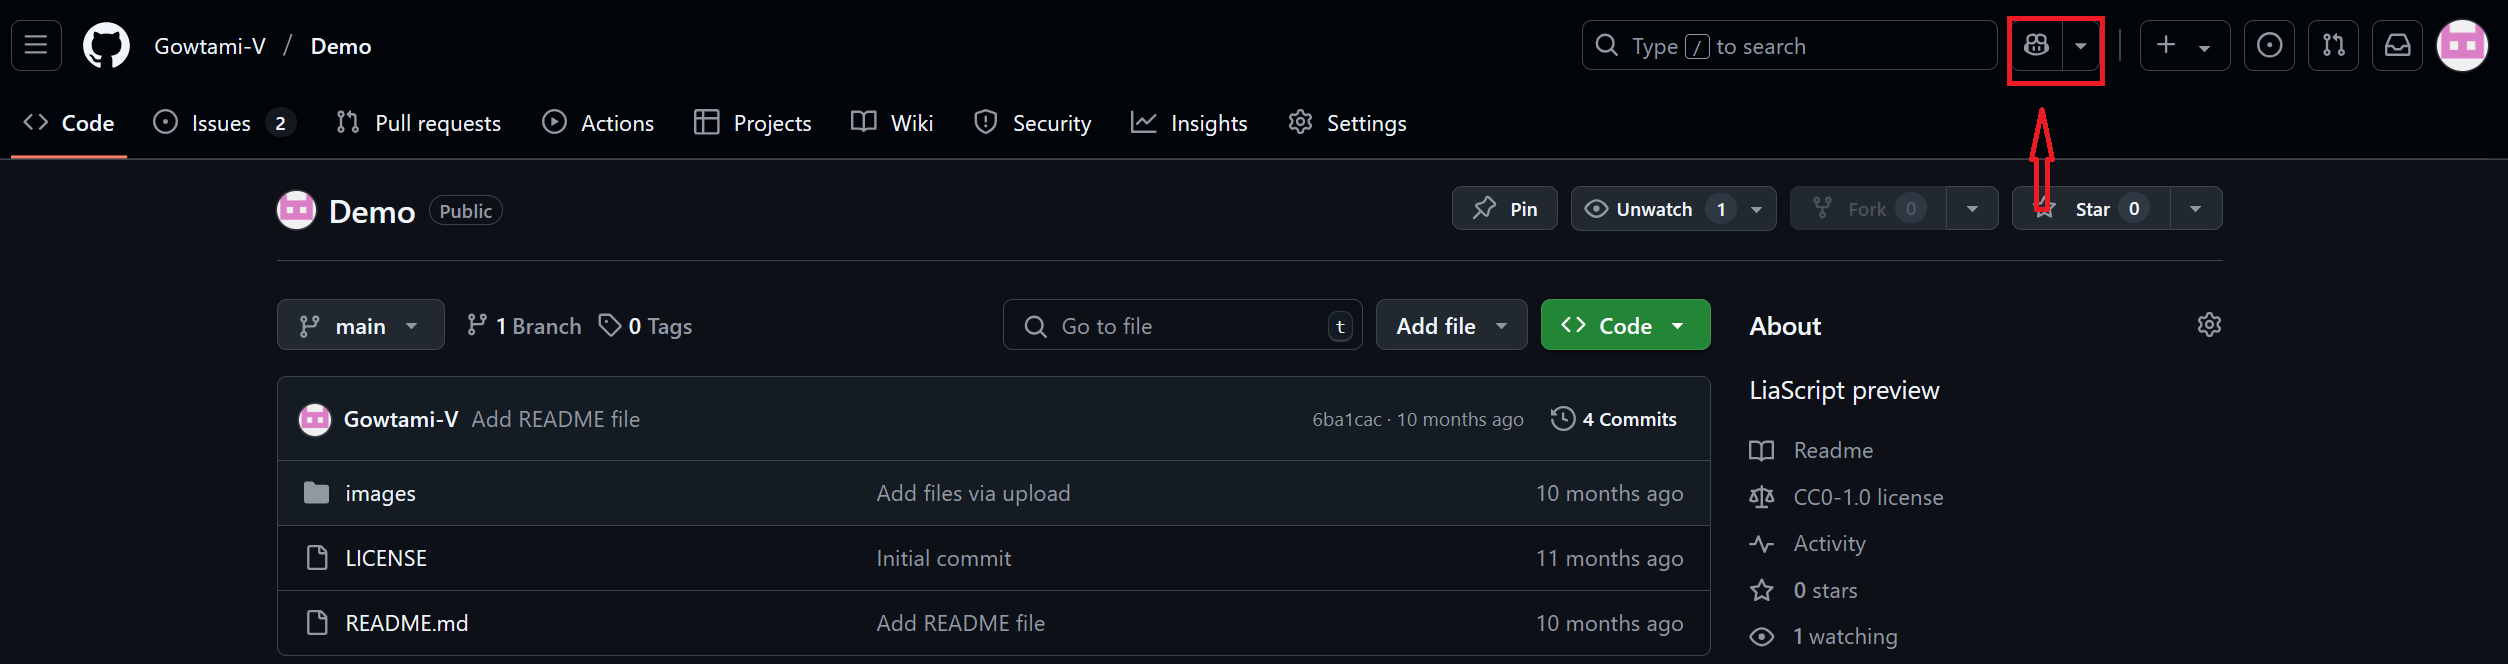 Gowtami-V / Demo
Type / to search
Code
Issues 2
Pull requests
Actions
Projects
Wiki
Security
Insights
Settings
Demo Public
Pin
Unwatch 1
Fork 0
Star 0
main
1 Branch
0 Tags
Go to file t
Add file
Code
About
LiaScript preview
Gowtami-V Add README file 6ba1cac · 10 months ago 4 Commits
images Add files via upload 10 months ago
LICENSE Initial commit 11 months ago
README.md Add README file 10 months ago
Readme
CC0-1.0 license
Activity
0 stars
1 watching